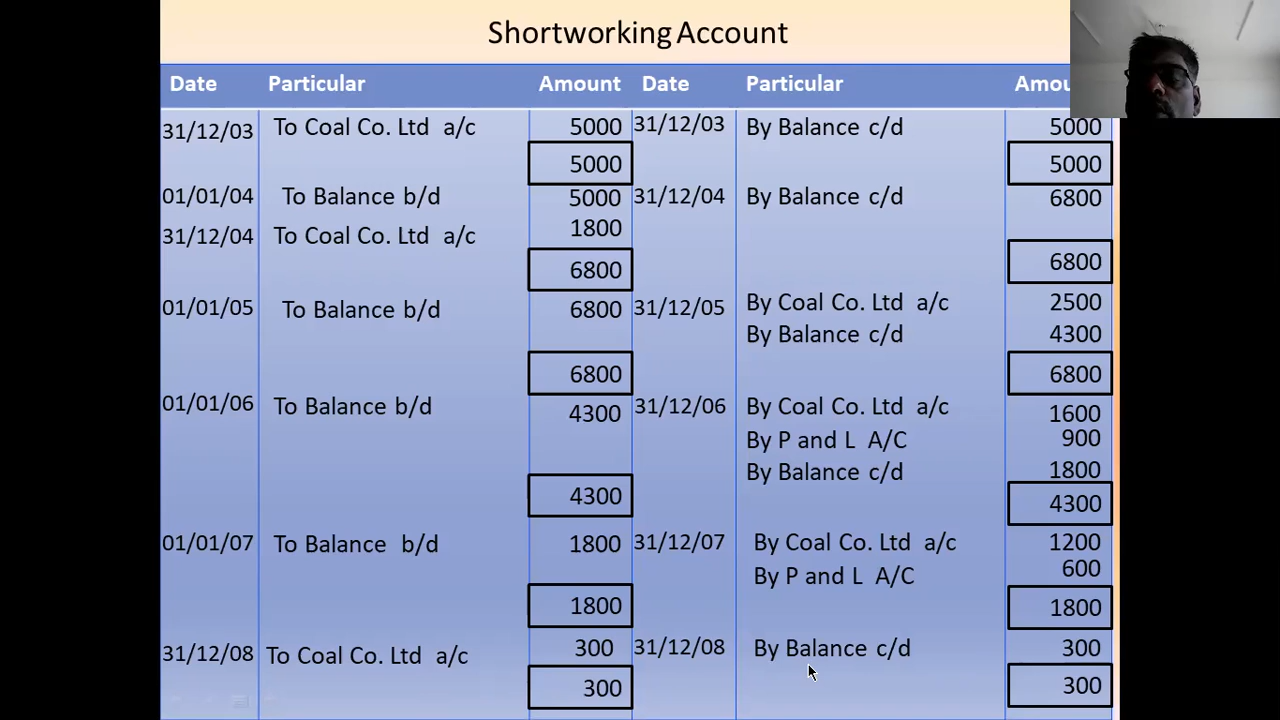 Shortworking Account
Date Particular Amount Date Particular Amou
31/12/03 To Coal Co. Ltd a/c 5000 31/12/03 By Balance c/d 5000
5000 5000
01/01/04 To Balance b/d 5000 31/12/04 By Balance c/d 6800
31/12/04 To Coal Co. Ltd a/c 1800
6800 6800
01/01/05 To Balance b/d 6800 31/12/05 By Coal Co. Ltd a/c 2500
By Balance c/d 4300
6800 6800
01/01/06 To Balance b/d 4300 31/12/06 By Coal Co. Ltd a/c 1600
By P and L A/C 900
By Balance c/d 1800
4300 4300
01/01/07 To Balance b/d 1800 31/12/07 By Coal Co. Ltd a/c 1200
By P and L A/C 600
1800 1800
31/12/08 To Coal Co. Ltd a/c 300 31/12/08 By Balance c/d 300
300 300